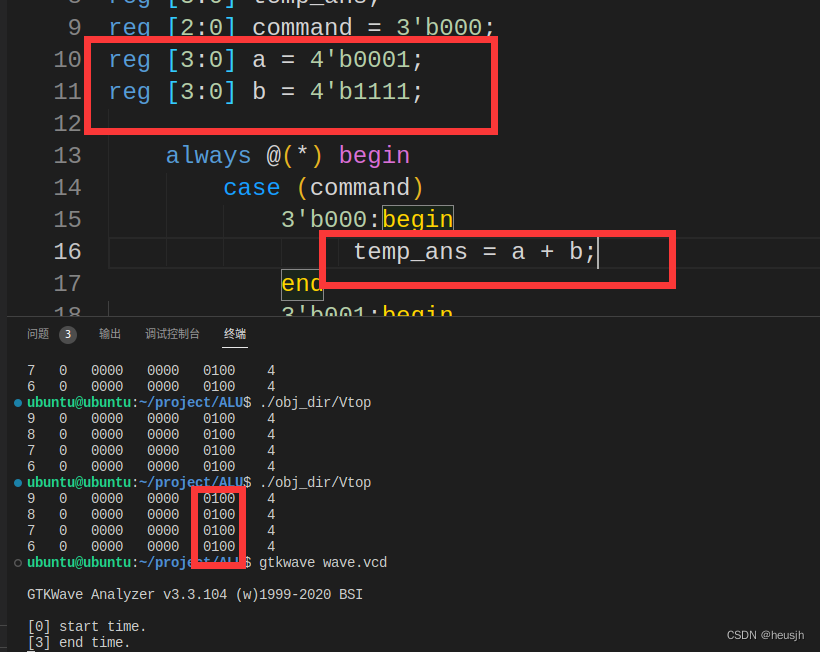 8 reg [3:0] temp_ans;
9 reg [2:0] command = 3'b000;
10 reg [3:0] a = 4'b0001;
11 reg [3:0] b = 4'b1111;
12
13 always @(*) begin
14 case (command)
15 3'b000:begin
16 temp_ans = a + b;
17 end
18 3'b001:begin
问题 3 输出 调试控制台 终端
7 0 0000 0000 0100 4
6 0 0000 0000 0100 4
ubuntu@ubuntu:~/project/ALU$ ./obj_dir/Vtop
9 0 0000 0000 0100 4
8 0 0000 0000 0100 4
7 0 0000 0000 0100 4
6 0 0000 0000 0100 4
ubuntu@ubuntu:~/project/ALU$ ./obj_dir/Vtop
9 0 0000 0000 0100 4
8 0 0000 0000 0100 4
7 0 0000 0000 0100 4
6 0 0000 0000 0100 4
ubuntu@ubuntu:~/project/ALU$ gtkwave wave.vcd
GTKWave Analyzer v3.3.104 (w)1999-2020 BSI
[0] start time.
[3] end time.
CSDN @heusjh